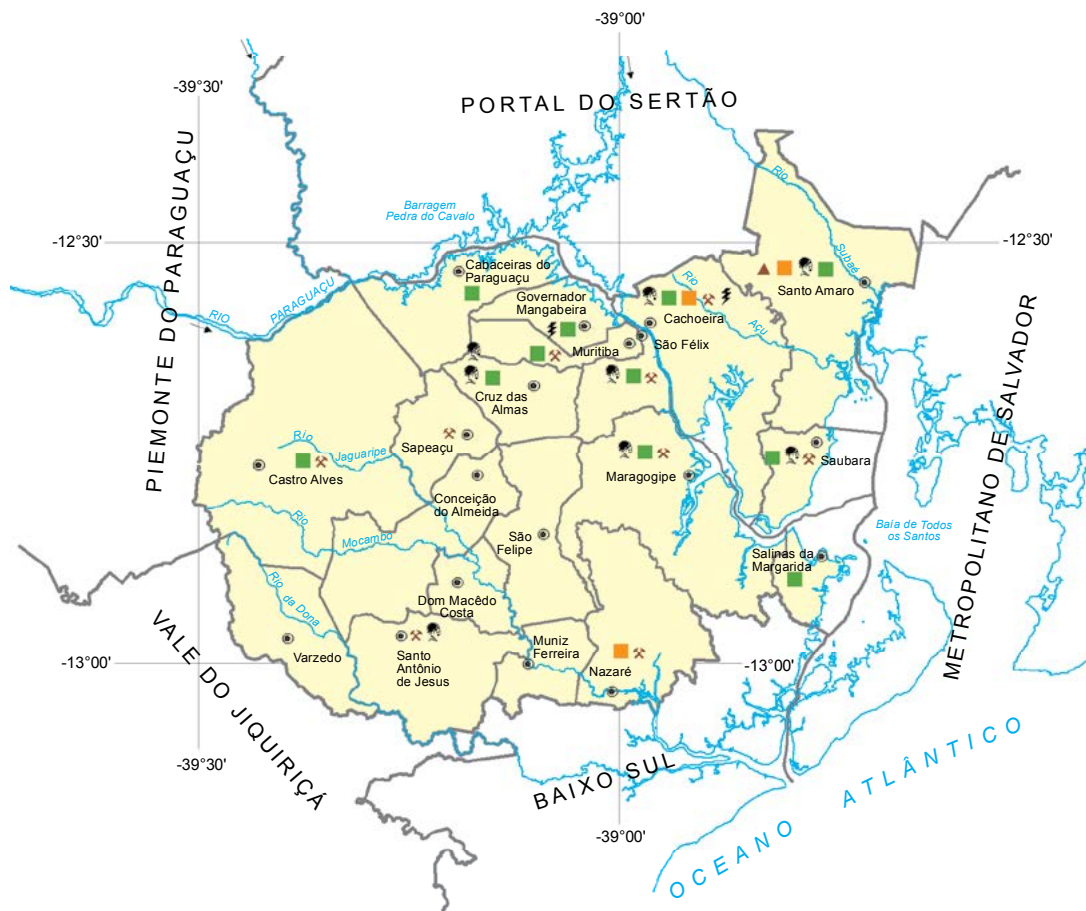 -39°00'
-39°30'
PORTAL DO SERTÃO
PIEMONTE DO PARAGUAÇU
Barragem
Pedra do Cavalo
Rio
-12°30'
-12°30'
Subaé
Cabaceiras do
Paraguaçu
Santo Amaro
RIO
PARAGUAÇU
Governador
Mangabeira
Rio
Açu
Cachoeira
São Félix
Muritiba
METROPOLITANO DE SALVADOR
Cruz das
Almas
Rio
Jaguaripe
Sapeaçu
Saubara
Castro Alves
Maragogipe
Conceição
do Almeida
Rio
Mocambo
São
Felipe
Baía de Todos
os Santos
Salinas da
Margarida
Rio
da Dona
Dom Macêdo
Costa
Varzedo
Santo
Antônio
de Jesus
Muniz
Ferreira
Nazaré
-13°00'
-13°00'
VALE DO JIQUIRIÇÁ
-39°30'
BAIXO SUL
-39°00'
OCEANO ATLÂNTICO